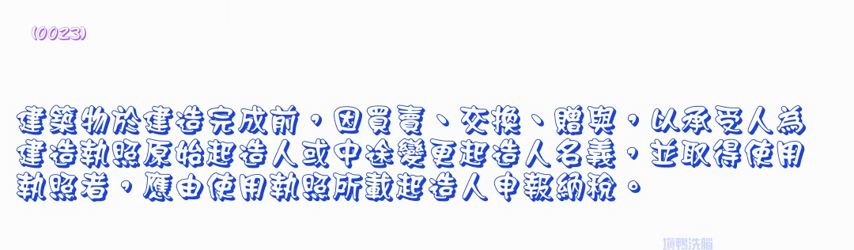 (0023)
建築物於建造完成前，因買賣、交換、贈與，以承受人為
建造執照原始起造人或中途變更起造人名義，並取得使用
執照者，應由使用執照所載起造人申報納稅。